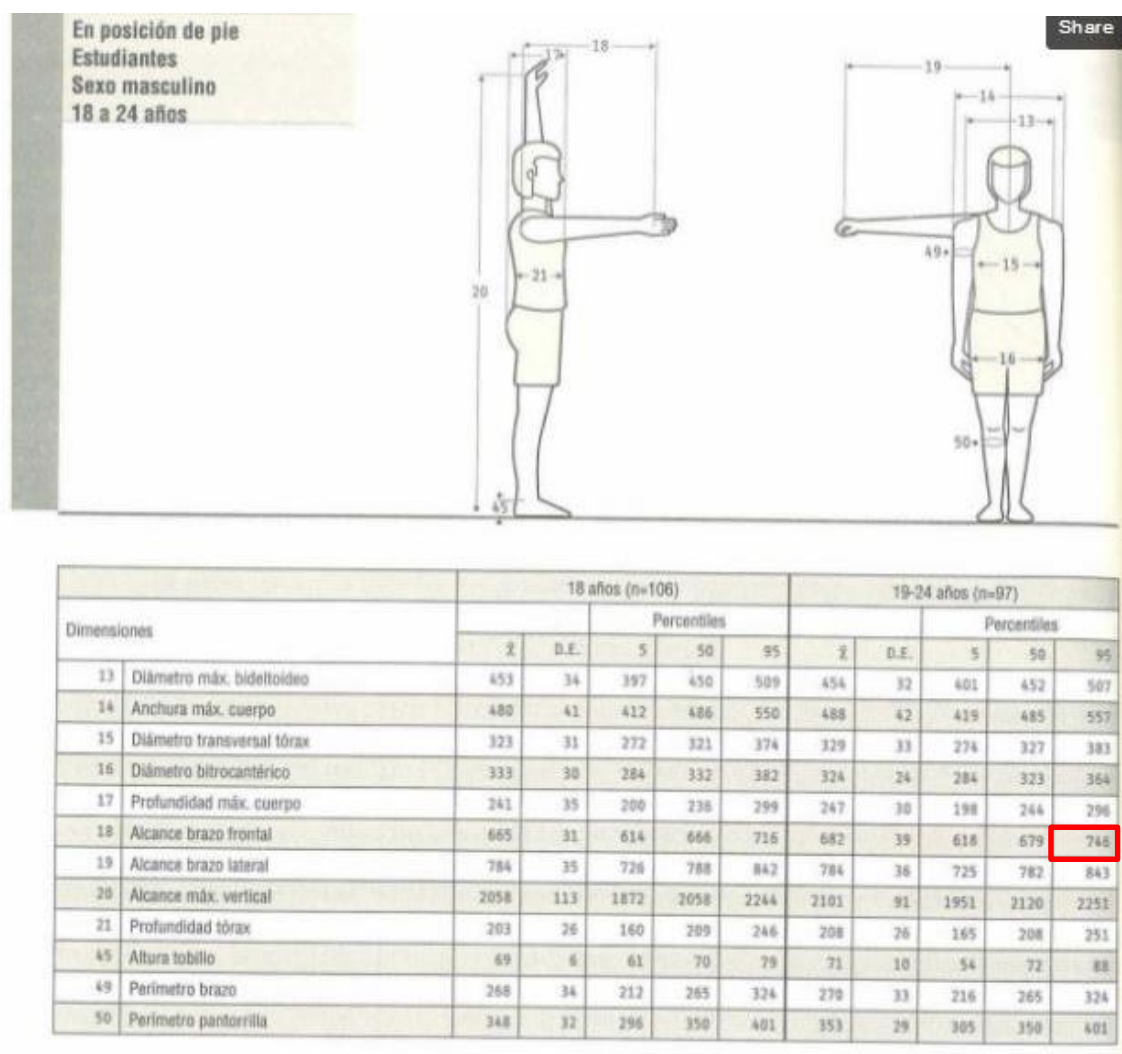 En posición de pie
Estudiantes
Sexo masculino
18 a 24 años
Share
17
18
20
21
45
19
14
13
49
15
16
50
18 años (n=106) 19-24 años (n=97)
Dimensiones Percentiles Percentiles
x̄ D.E. 5 50 95 x̄ D.E. 5 50 95
13 Diámetro máx. bideltoideo 453 34 397 450 509 454 32 401 452 507
14 Anchura máx. cuerpo 480 41 412 486 550 488 42 419 485 557
15 Diámetro transversal tórax 323 31 272 321 374 329 33 274 327 383
16 Diámetro bitrocantérico 333 30 284 332 382 324 24 284 323 364
17 Profundidad máx. cuerpo 241 35 200 236 299 247 30 198 244 296
18 Alcance brazo frontal 665 31 614 666 716 682 39 618 679 746
19 Alcance brazo lateral 784 35 726 788 842 784 36 725 782 843
20 Alcance máx. vertical 2058 113 1872 2058 2244 2101 91 1951 2120 2251
21 Profundidad tórax 203 26 160 209 246 208 26 165 208 251
45 Altura tobillo 69 6 61 70 79 71 10 54 72 88
49 Perímetro brazo 268 34 212 265 324 270 33 216 265 324
50 Perímetro pantorrilla 348 32 296 350 401 353 29 305 350 401